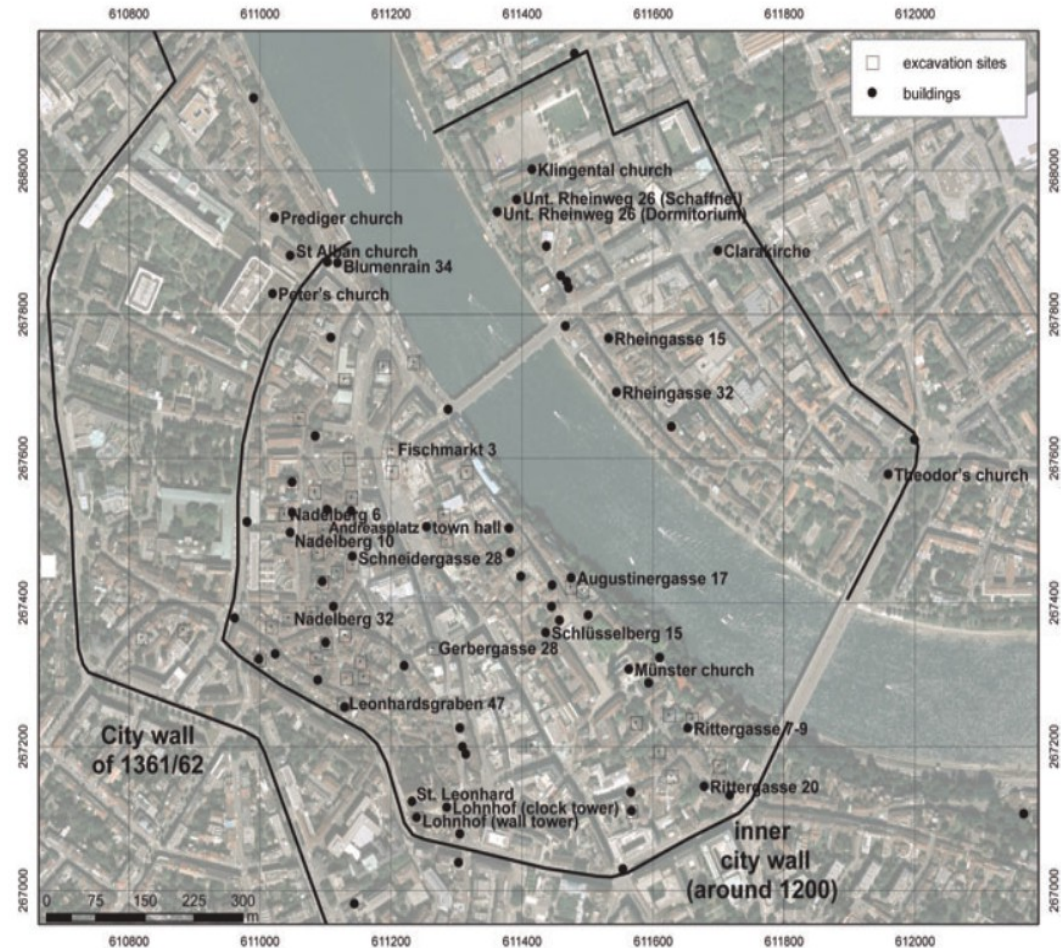 610800 611000 611200 611400 611600 611800 612000
excavation sites
buildings
268000 268000
Klingental church
Unt. Rheinweg 26 (Schaffnei)
Unt. Rheinweg 26 (Dormitorium)
Prediger church
St Alban church
Clarakirche
Blumenrain 34
Peter's church
267800 267800
Rheingasse 15
Rheingasse 32
Fischmarkt 3
267600 267600
Theodor's church
Nadelberg 6
Andreasplatz town hall
Nadelberg 10
Schneidergasse 28
Augustinergasse 17
267400 267400
Nadelberg 32
Schlüsselberg 15
Gerbergasse 28
Münster church
Leonhardsgraben 47
Rittergasse 7-9
City wall
of 1361/62
267200 267200
Rittergasse 20
St. Leonhard
Lohnhof (clock tower)
Lohnhof (wall tower)
inner
city wall
(around 1200)
267000 267000
0 75 150 225 300
m
610800 611000 611200 611400 611600 611800 612000